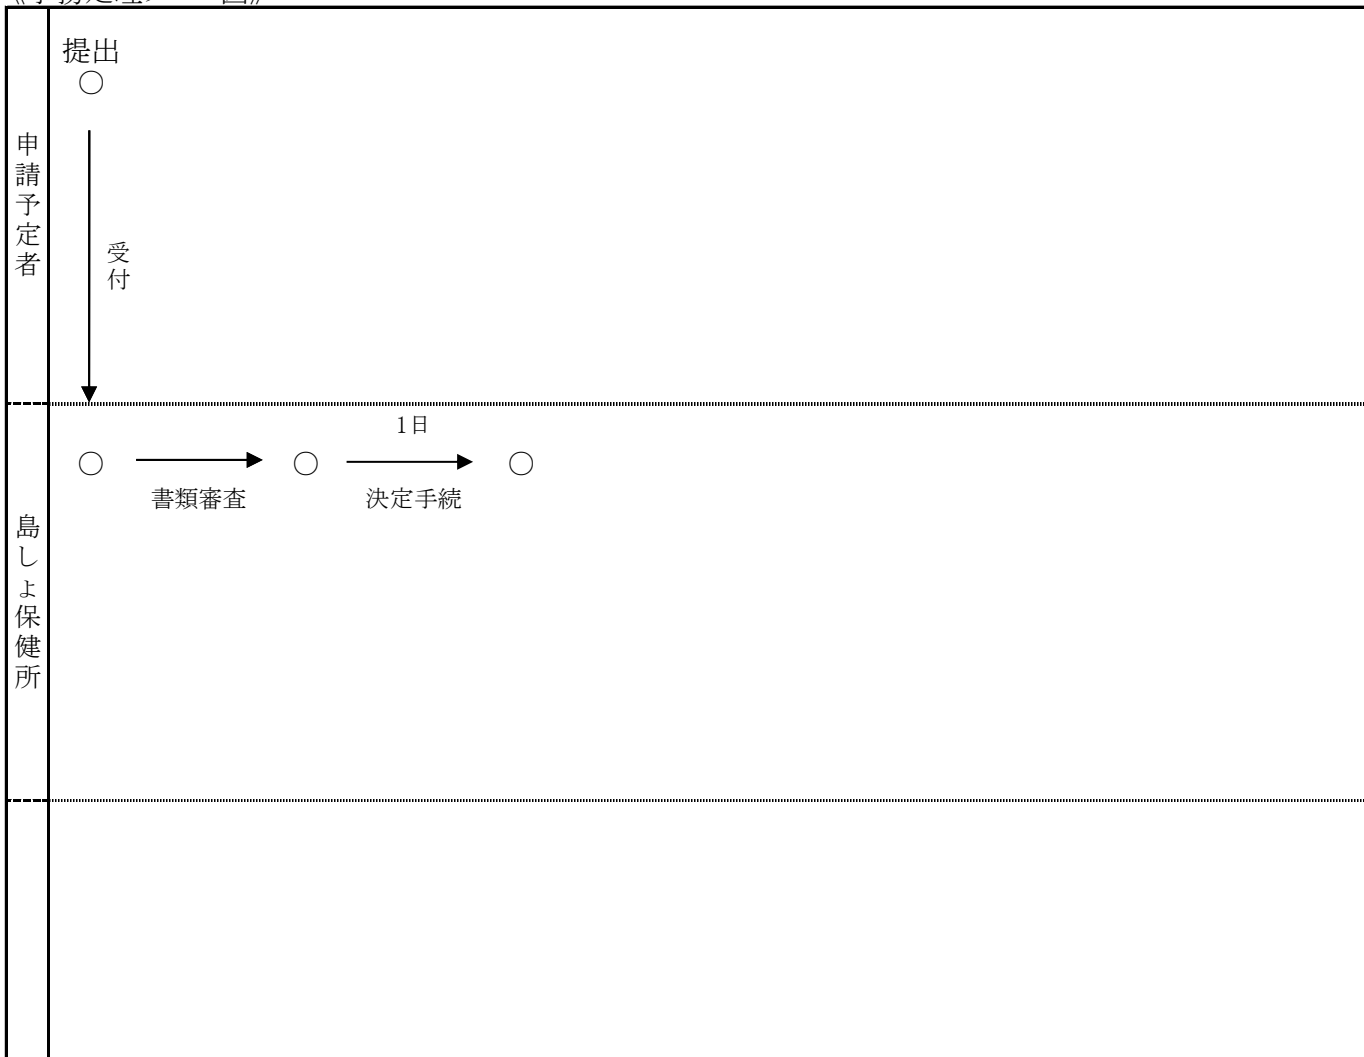 提出
申請予定者
受付
1日
書類審査
決定手続
島しょ保健所